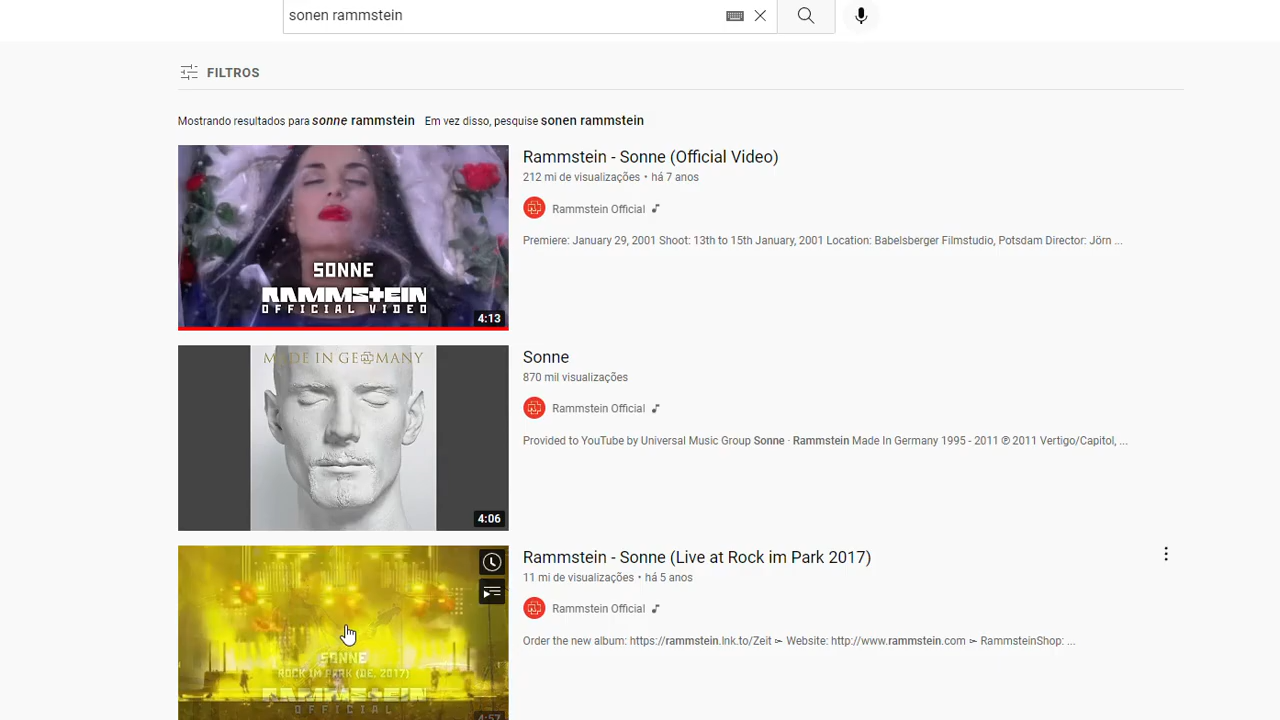 sonen rammstein
FILTROS
Mostrando resultados para sonne rammstein Em vez disso, pesquise sonen rammstein
SONNE
RAMMSTEIN
OFFICIAL VIDEO
4:13
Rammstein - Sonne (Official Video)
212 mi de visualizações • há 7 anos
Rammstein Official
Premiere: January 29, 2001 Shoot: 13th to 15th January, 2001 Location: Babelsberger Filmstudio, Potsdam Director: Jörn ...
MADE IN GERMANY
4:06
Sonne
870 mil visualizações
Rammstein Official
Provided to YouTube by Universal Music Group Sonne · Rammstein Made In Germany 1995 - 2011 ℗ 2011 Vertigo/Capitol, ...
SONNE
ROCK IM PARK (DE, 2017)
RAMMSTEIN
OFFICIAL
4:57
Rammstein - Sonne (Live at Rock im Park 2017)
11 mi de visualizações • há 5 anos
Rammstein Official
Order the new album: https://rammstein.lnk.to/Zeit ➢ Website: http://www.rammstein.com ➢ RammsteinShop: ...